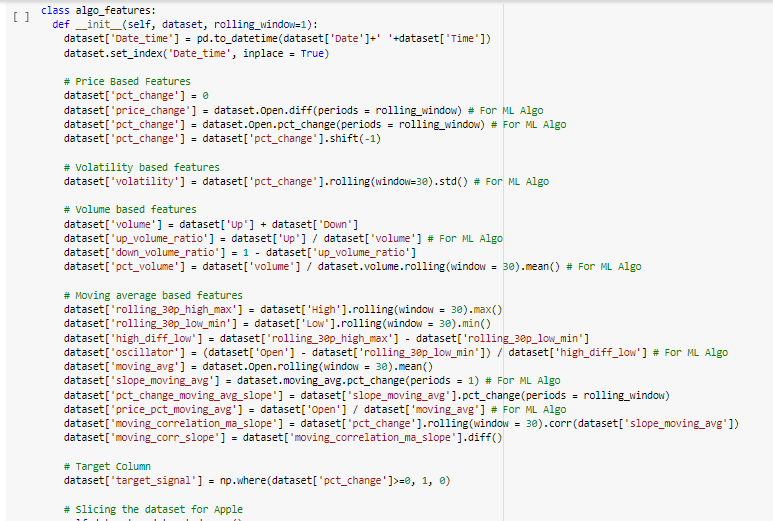 [ ] class algo_features:
def __init__(self, dataset, rolling_window=1):
dataset['Date_time'] = pd.to_datetime(dataset['Date']+' '+dataset['Time'])
dataset.set_index('Date_time', inplace = True)
# Price Based Features
dataset['pct_change'] = 0
dataset['price_change'] = dataset.Open.diff(periods = rolling_window) # For ML Algo
dataset['pct_change'] = dataset.Open.pct_change(periods = rolling_window) # For ML Algo
dataset['pct_change'] = dataset['pct_change'].shift(-1)
# Volatility based features
dataset['volatility'] = dataset['pct_change'].rolling(window=30).std() # For ML Algo
# Volume based features
dataset['volume'] = dataset['Up'] + dataset['Down']
dataset['up_volume_ratio'] = dataset['Up'] / dataset['volume'] # For ML Algo
dataset['down_volume_ratio'] = 1 - dataset['up_volume_ratio']
dataset['pct_volume'] = dataset['volume'] / dataset.volume.rolling(window = 30).mean() # For ML Algo
# Moving average based features
dataset['rolling_30p_high_max'] = dataset['High'].rolling(window = 30).max()
dataset['rolling_30p_low_min'] = dataset['Low'].rolling(window = 30).min()
dataset['high_diff_low'] = dataset['rolling_30p_high_max'] - dataset['rolling_30p_low_min']
dataset['oscillator'] = (dataset['Open'] - dataset['rolling_30p_low_min']) / dataset['high_diff_low'] # For ML Algo
dataset['moving_avg'] = dataset.Open.rolling(window = 30).mean()
dataset['slope_moving_avg'] = dataset.moving_avg.pct_change(periods = 1) # For ML Algo
dataset['pct_change_moving_avg_slope'] = dataset['slope_moving_avg'].pct_change(periods = rolling_window)
dataset['price_pct_moving_avg'] = dataset['Open'] / dataset['moving_avg'] # For ML Algo
dataset['moving_correlation_ma_slope'] = dataset['pct_change'].rolling(window = 30).corr(dataset['slope_moving_avg'])
dataset['moving_corr_slope'] = dataset['moving_correlation_ma_slope'].diff()
# Target Column
dataset['target_signal'] = np.where(dataset['pct_change']>=0, 1, 0)
# Slicing the dataset for Apple